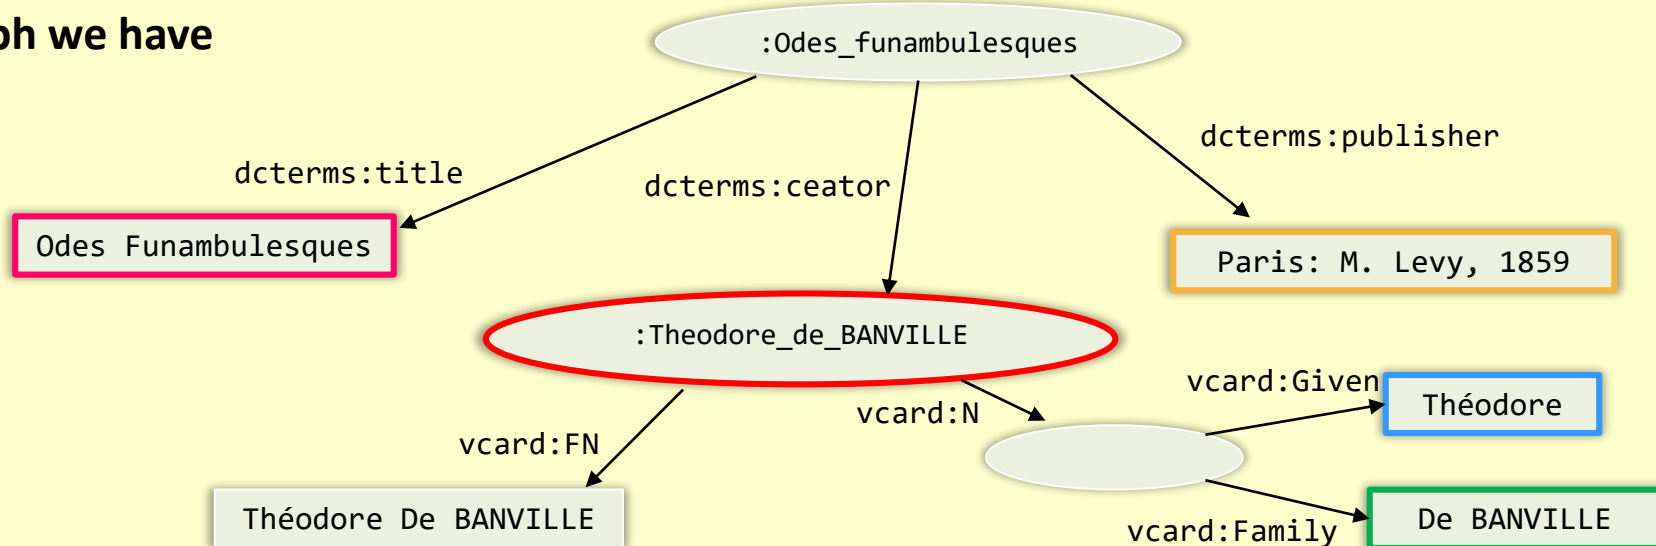 ph we have
:Odes_funambulesques
dcterms:publisher
dcterms:title
dcterms:ceator
Odes Funambulesques
Paris: M. Levy, 1859
:Theodore_de_BANVILLE
vcard:Given
Théodore
vcard:N
vcard:FN
Théodore De BANVILLE
De BANVILLE
vcard:Family